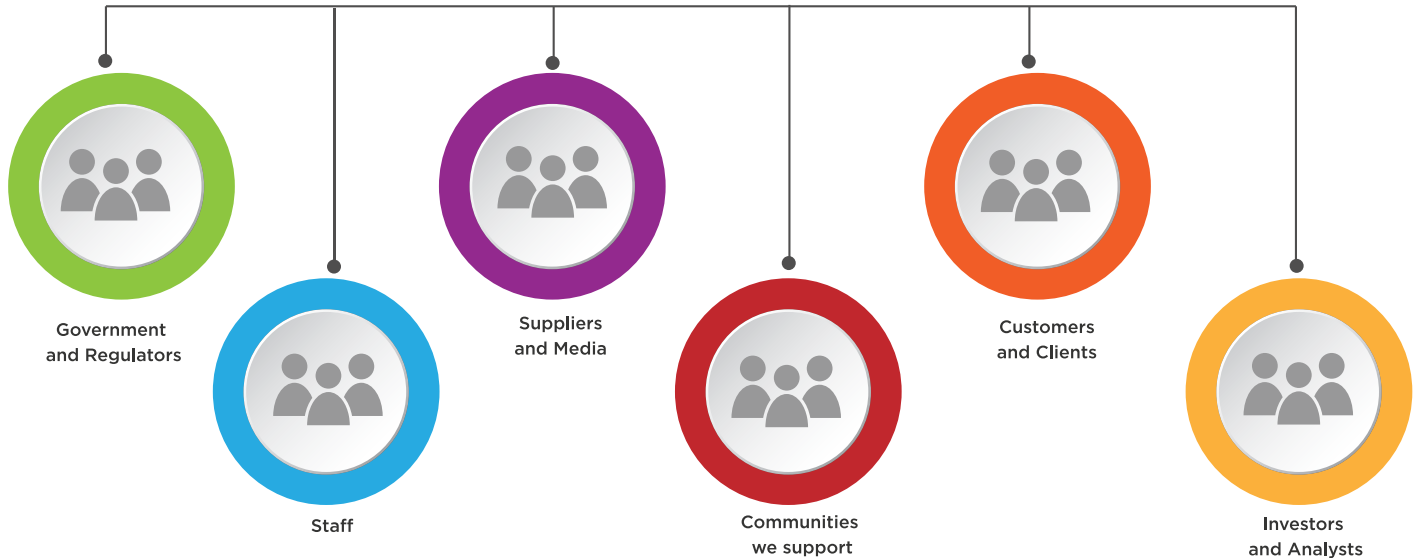 Government
and Regulators
Staff
Suppliers
and Media
Communities
we support
Customers
and Clients
Investors
and Analysts